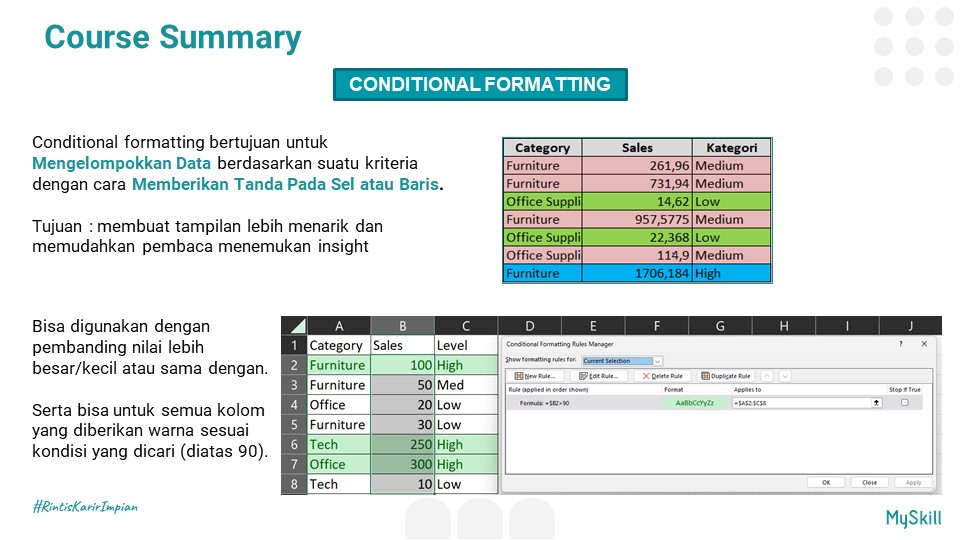 Course Summary
CONDITIONAL FORMATTING
Conditional formatting bertujuan untuk
Mengelompokkan Data berdasarkan suatu kriteria
dengan cara Memberikan Tanda Pada Sel atau Baris.
Tujuan : membuat tampilan lebih menarik dan
memudahkan pembaca menemukan insight
Category Sales Kategori
Furniture 261,96 Medium
Furniture 731,94 Medium
Office Suppli 14,62 Low
Furniture 957,5775 Medium
Office Suppli 22,368 Low
Office Suppli 114,9 Medium
Furniture 1706,184 High
Bisa digunakan dengan
pembanding nilai lebih
besar/kecil atau sama dengan.
Serta bisa untuk semua kolom
yang diberikan warna sesuai
kondisi yang dicari (diatas 90).
A B C D E F G H I J
1 Category Sales Level
2 Furniture 100 High
3 Furniture 50 Med
4 Office 20 Low
5 Furniture 30 Low
6 Tech 250 High
7 Office 300 High
8 Tech 10 Low
Conditional Formatting Rules Manager ? ×
Show formatting rules for: Current Selection
New Rule... Edit Rule... Delete Rule Duplicate Rule
Rule (applied in order shown) Format Applies to Stop If True
Formula: =$B2>90 AaBbCcYyZz =$A$2:$C$8
OK Close Apply
#RintisKarirImpian
MySkill